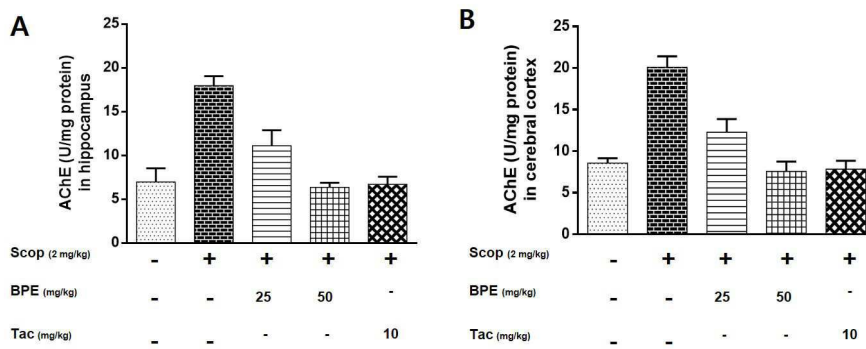 A
AChE (U/mg protein)
in hippocampus
25
20
15
10
5
0
Scop (2 mg/kg) - + + + +
BPE (mg/kg) - - 25 50 -
Tac (mg/kg) - - - - 10
B
AChE (U/mg protein)
in cerebral cortex
25
20
15
10
5
0
Scop (2 mg/kg) - + + + +
BPE (mg/kg) - - 25 50 -
Tac (mg/kg) - - - - 10